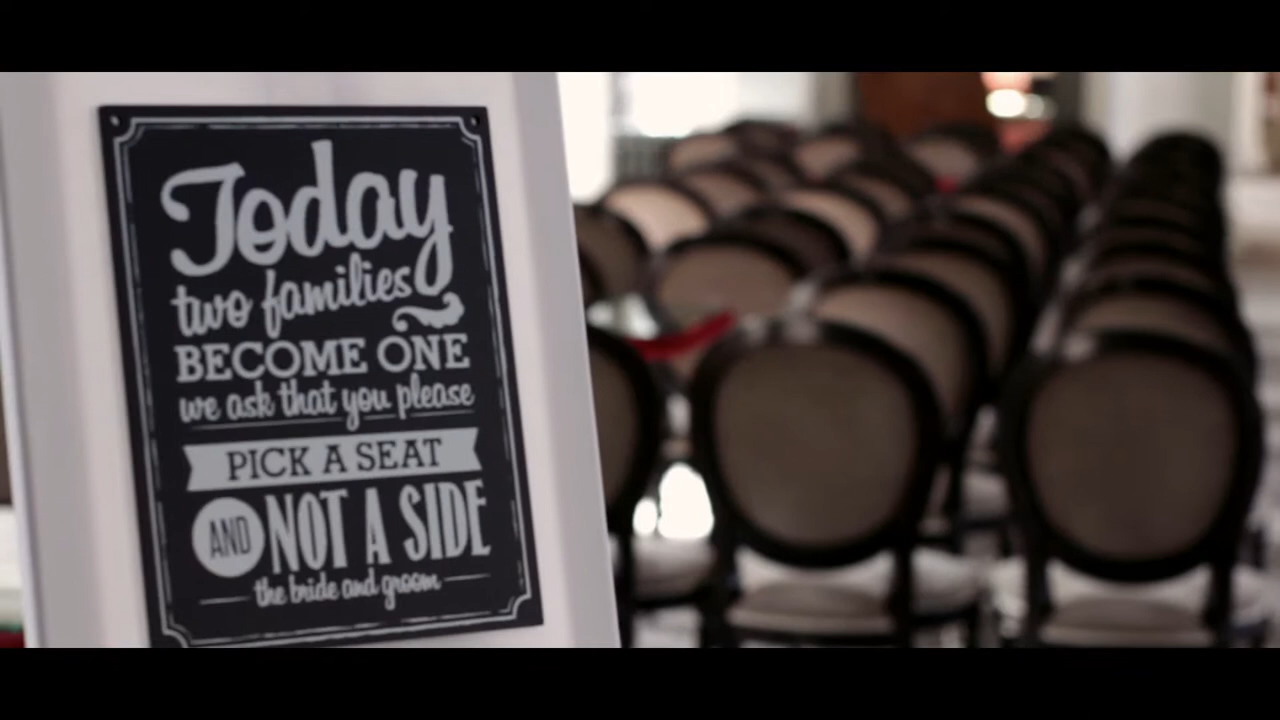 Today
two families
BECOME ONE
we ask that you please
PICK A SEAT
AND NOT A SIDE
the bride and groom